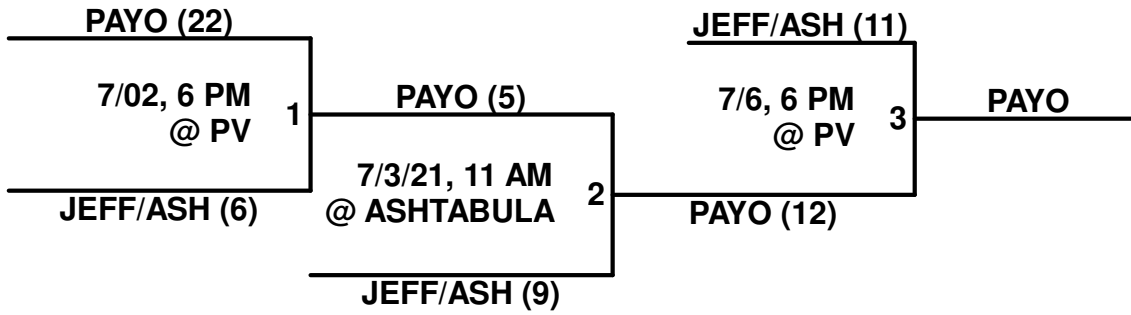 PAYO (22)
7/02, 6 PM
@ PV
1
JEFF/ASH (6)
PAYO (5)
7/3/21, 11 AM
@ ASHTABULA
2
JEFF/ASH (9)
JEFF/ASH (11)
7/6, 6 PM
@ PV
3
PAYO (12)
PAYO